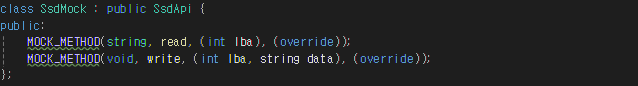 class SsdMock : public SsdApi {
public:
    MOCK_METHOD(string, read, (int lba), (override));
    MOCK_METHOD(void, write, (int lba, string data), (override));
};